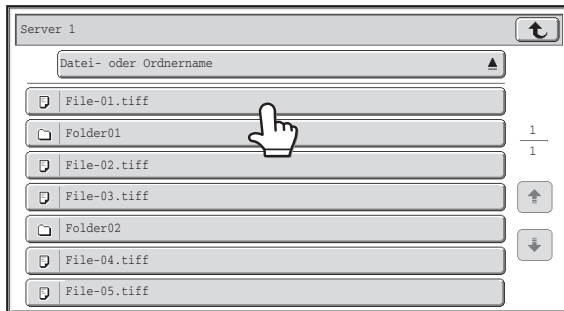 Server 1
Datei- oder Ordnername
File-01.tiff
Folder01
1
1
File-02.tiff
File-03.tiff
Folder02
File-04.tiff
File-05.tiff